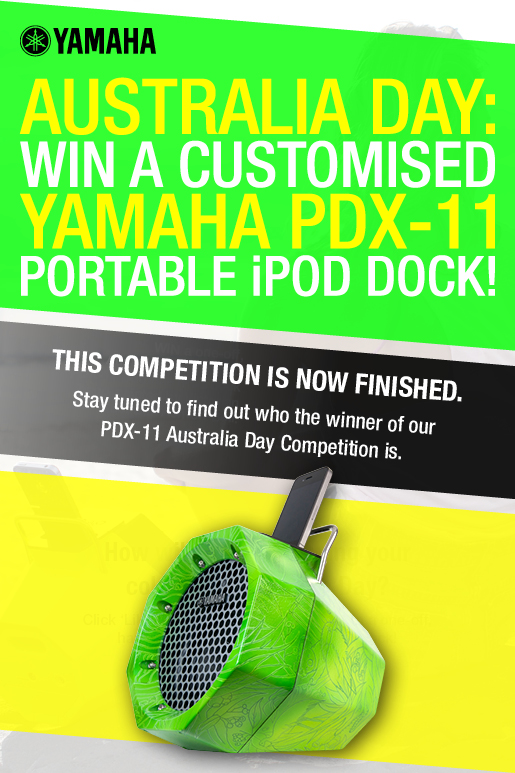 YAMAHA
AUSTRALIA DAY:
WIN A CUSTOMISED
YAMAHA PDX-11
PORTABLE iPOD DOCK!
THIS COMPETITION IS NOW FINISHED.
Stay tuned to find out who the winner of our
PDX-11 Australia Day Competition is.